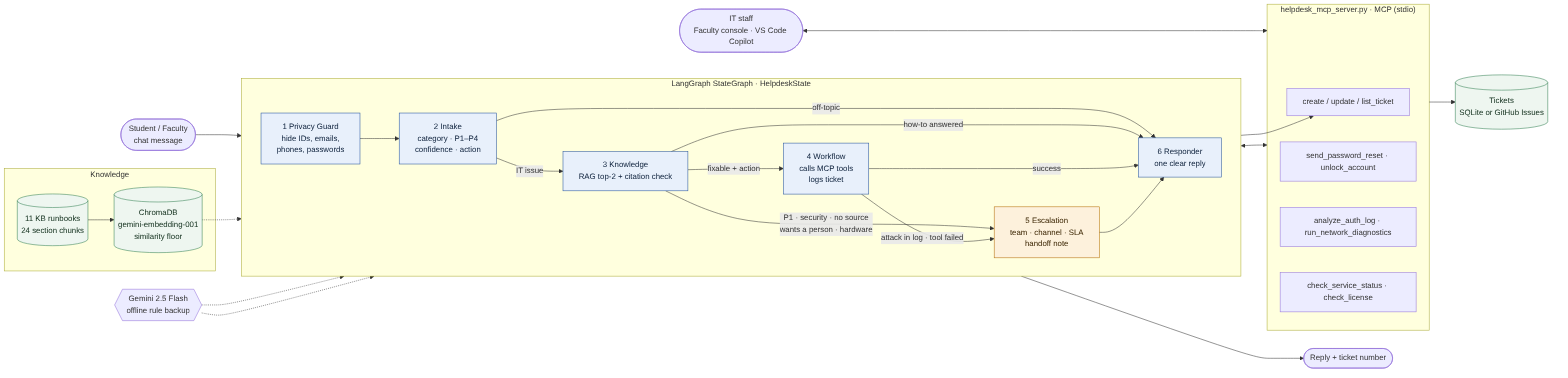 IT staff
Faculty console · VS Code
Copilot
helpdesk_mcp_server.py · MCP (stdio)
LangGraph StateGraph · HelpdeskState
Student / Faculty
chat message
1 Privacy Guard
hide IDs, emails,
phones, passwords
2 Intake
category · P1–P4
confidence · action
off-topic
IT issue
3 Knowledge
RAG top-2 + citation check
how-to answered
fixable + action
4 Workflow
calls MCP tools
logs ticket
success
6 Responder
one clear reply
P1 · security · no source
wants a person · hardware
attack in log · tool failed
5 Escalation
team · channel · SLA
handoff note
create / update / list_ticket
send_password_reset ·
unlock_account
analyze_auth_log ·
run_network_diagnostics
check_service_status ·
check_license
Tickets
SQLite or GitHub Issues
Knowledge
11 KB runbooks
24 section chunks
ChromaDB
gemini-embedding-001
similarity floor
Gemini 2.5 Flash
offline rule backup
Reply + ticket number